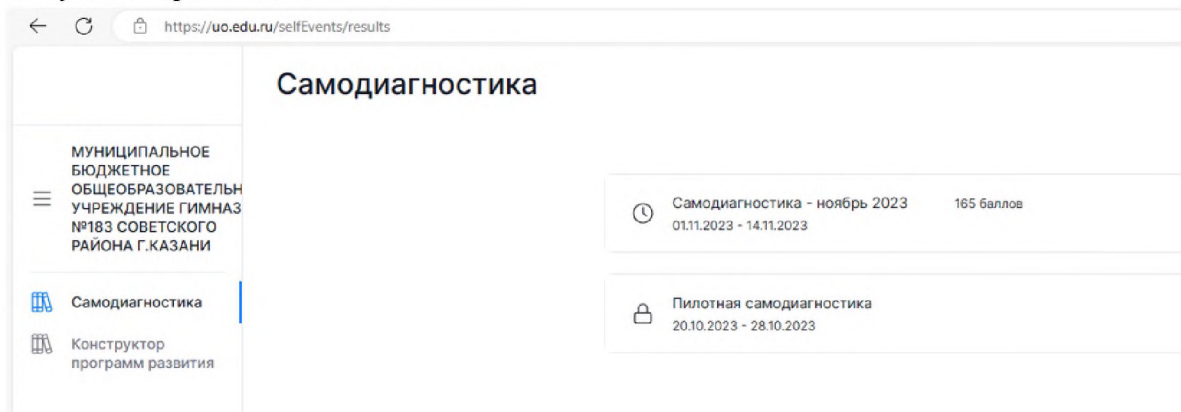 https://uo.edu.ru/selfEvents/results
Самодиагностика
МУНИЦИПАЛЬНОЕ
БЮДЖЕТНОЕ
ОБЩЕОБРАЗОВАТЕЛЬН
УЧРЕЖДЕНИЕ ГИМНАЗ
№183 СОВЕТСКОГО
РАЙОНА Г.КАЗАНИ
Самодиагностика
Конструктор
программ развития
Самодиагностика - ноябрь 2023 165 баллов
01.11.2023 - 14.11.2023
Пилотная самодиагностика
20.10.2023 - 28.10.2023